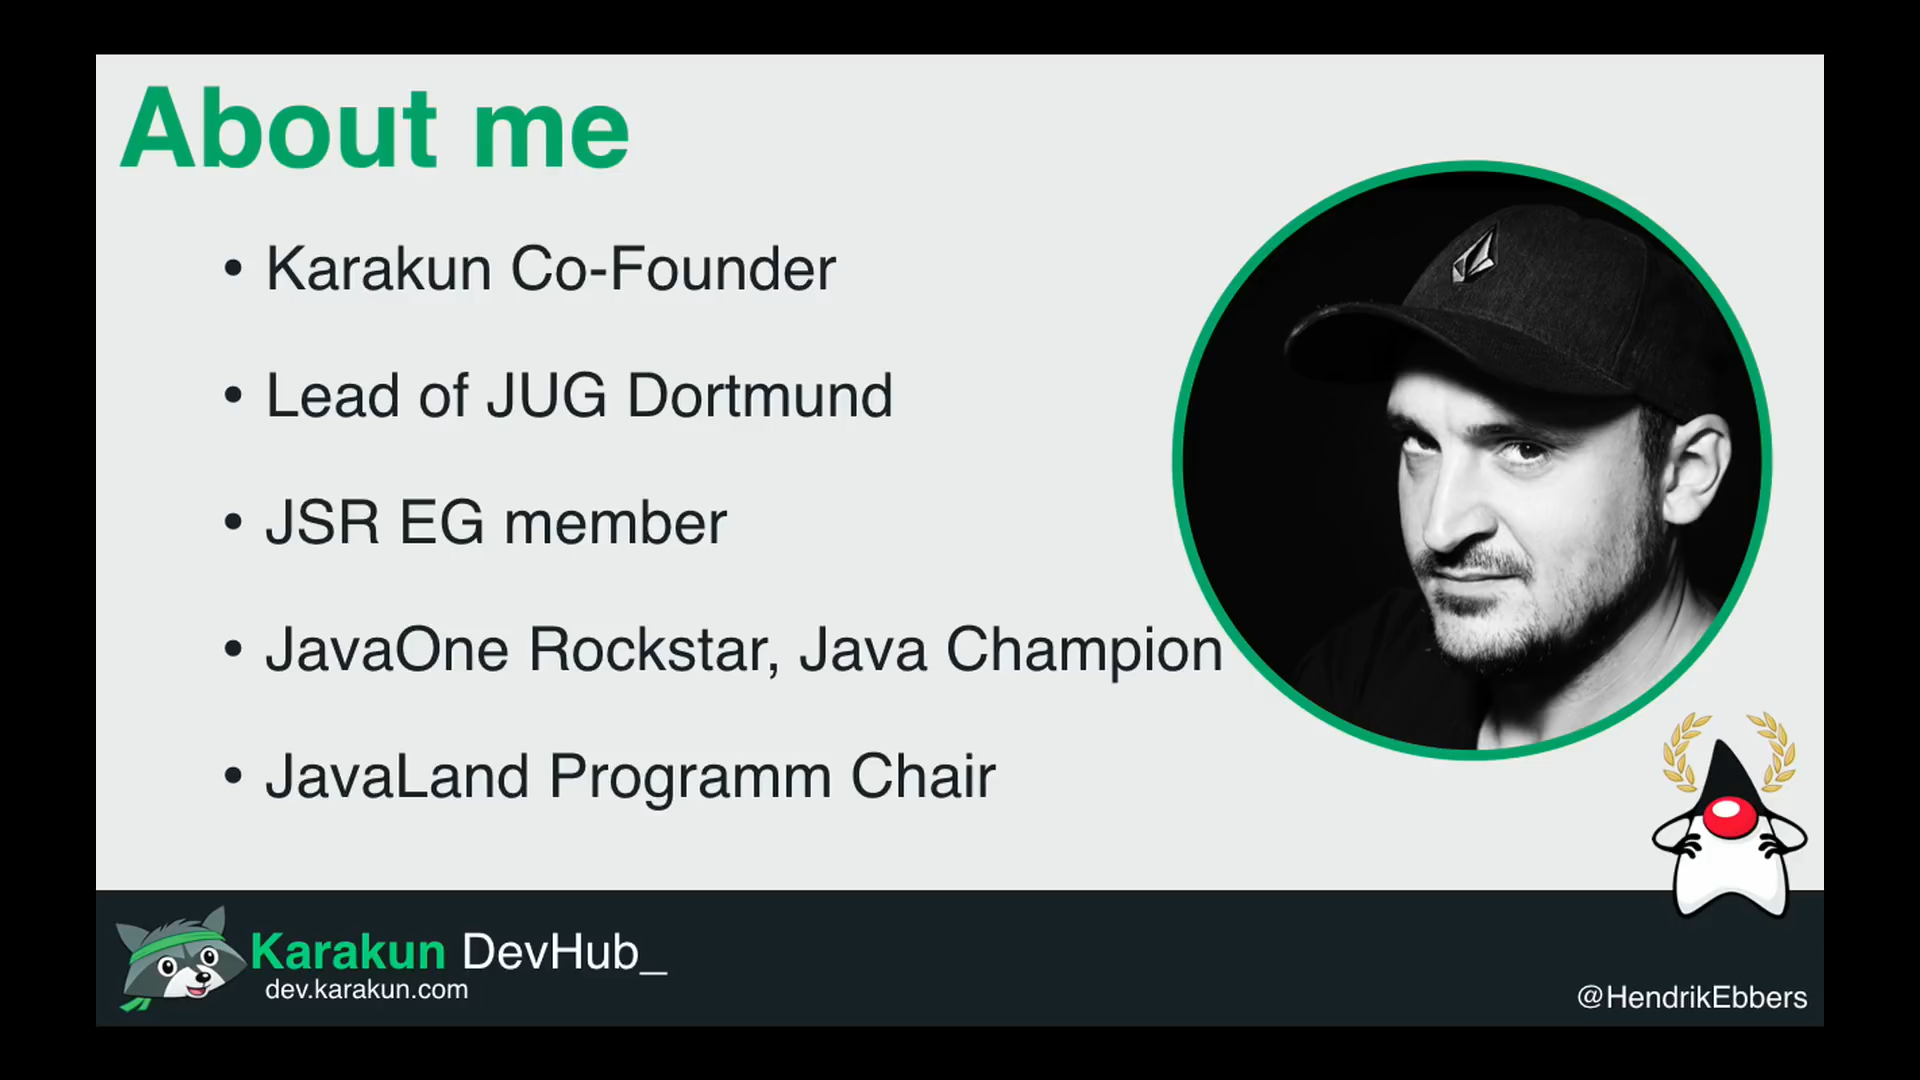 About me
• Karakun Co-Founder
• Lead of JUG Dortmund
• JSR EG member
• JavaOne Rockstar, Java Champion
• JavaLand Programm Chair
Karakun DevHub_
dev.karakun.com
@HendrikEbbers